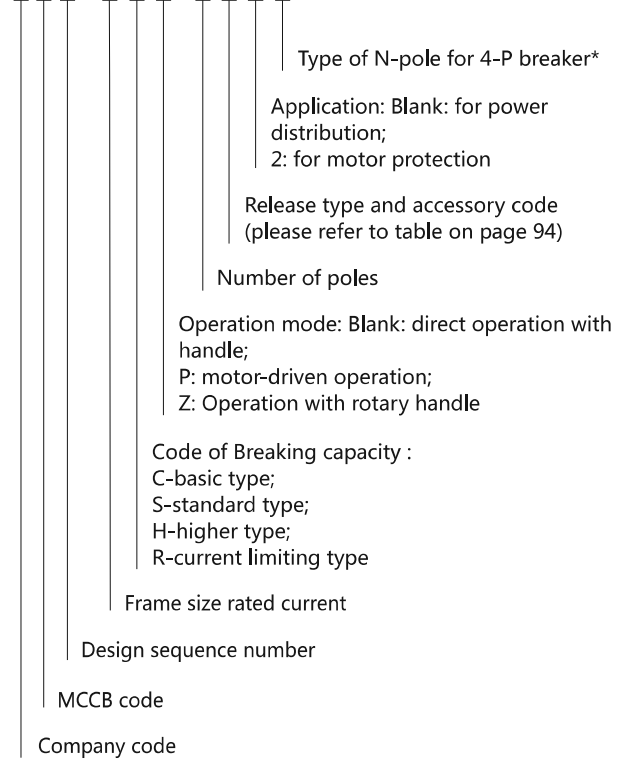 Type of N-pole for 4-P breaker*
Application: Blank: for power
distribution;
2: for motor protection
Release type and accessory code
(please refer to table on page 94)
Number of poles
Operation mode: Blank: direct operation with
handle;
P: motor-driven operation;
Z: Operation with rotary handle
Code of Breaking capacity :
C-basic type;
S-standard type;
H-higher type;
R-current limiting type
Frame size rated current
Design sequence number
MCCB code
Company code